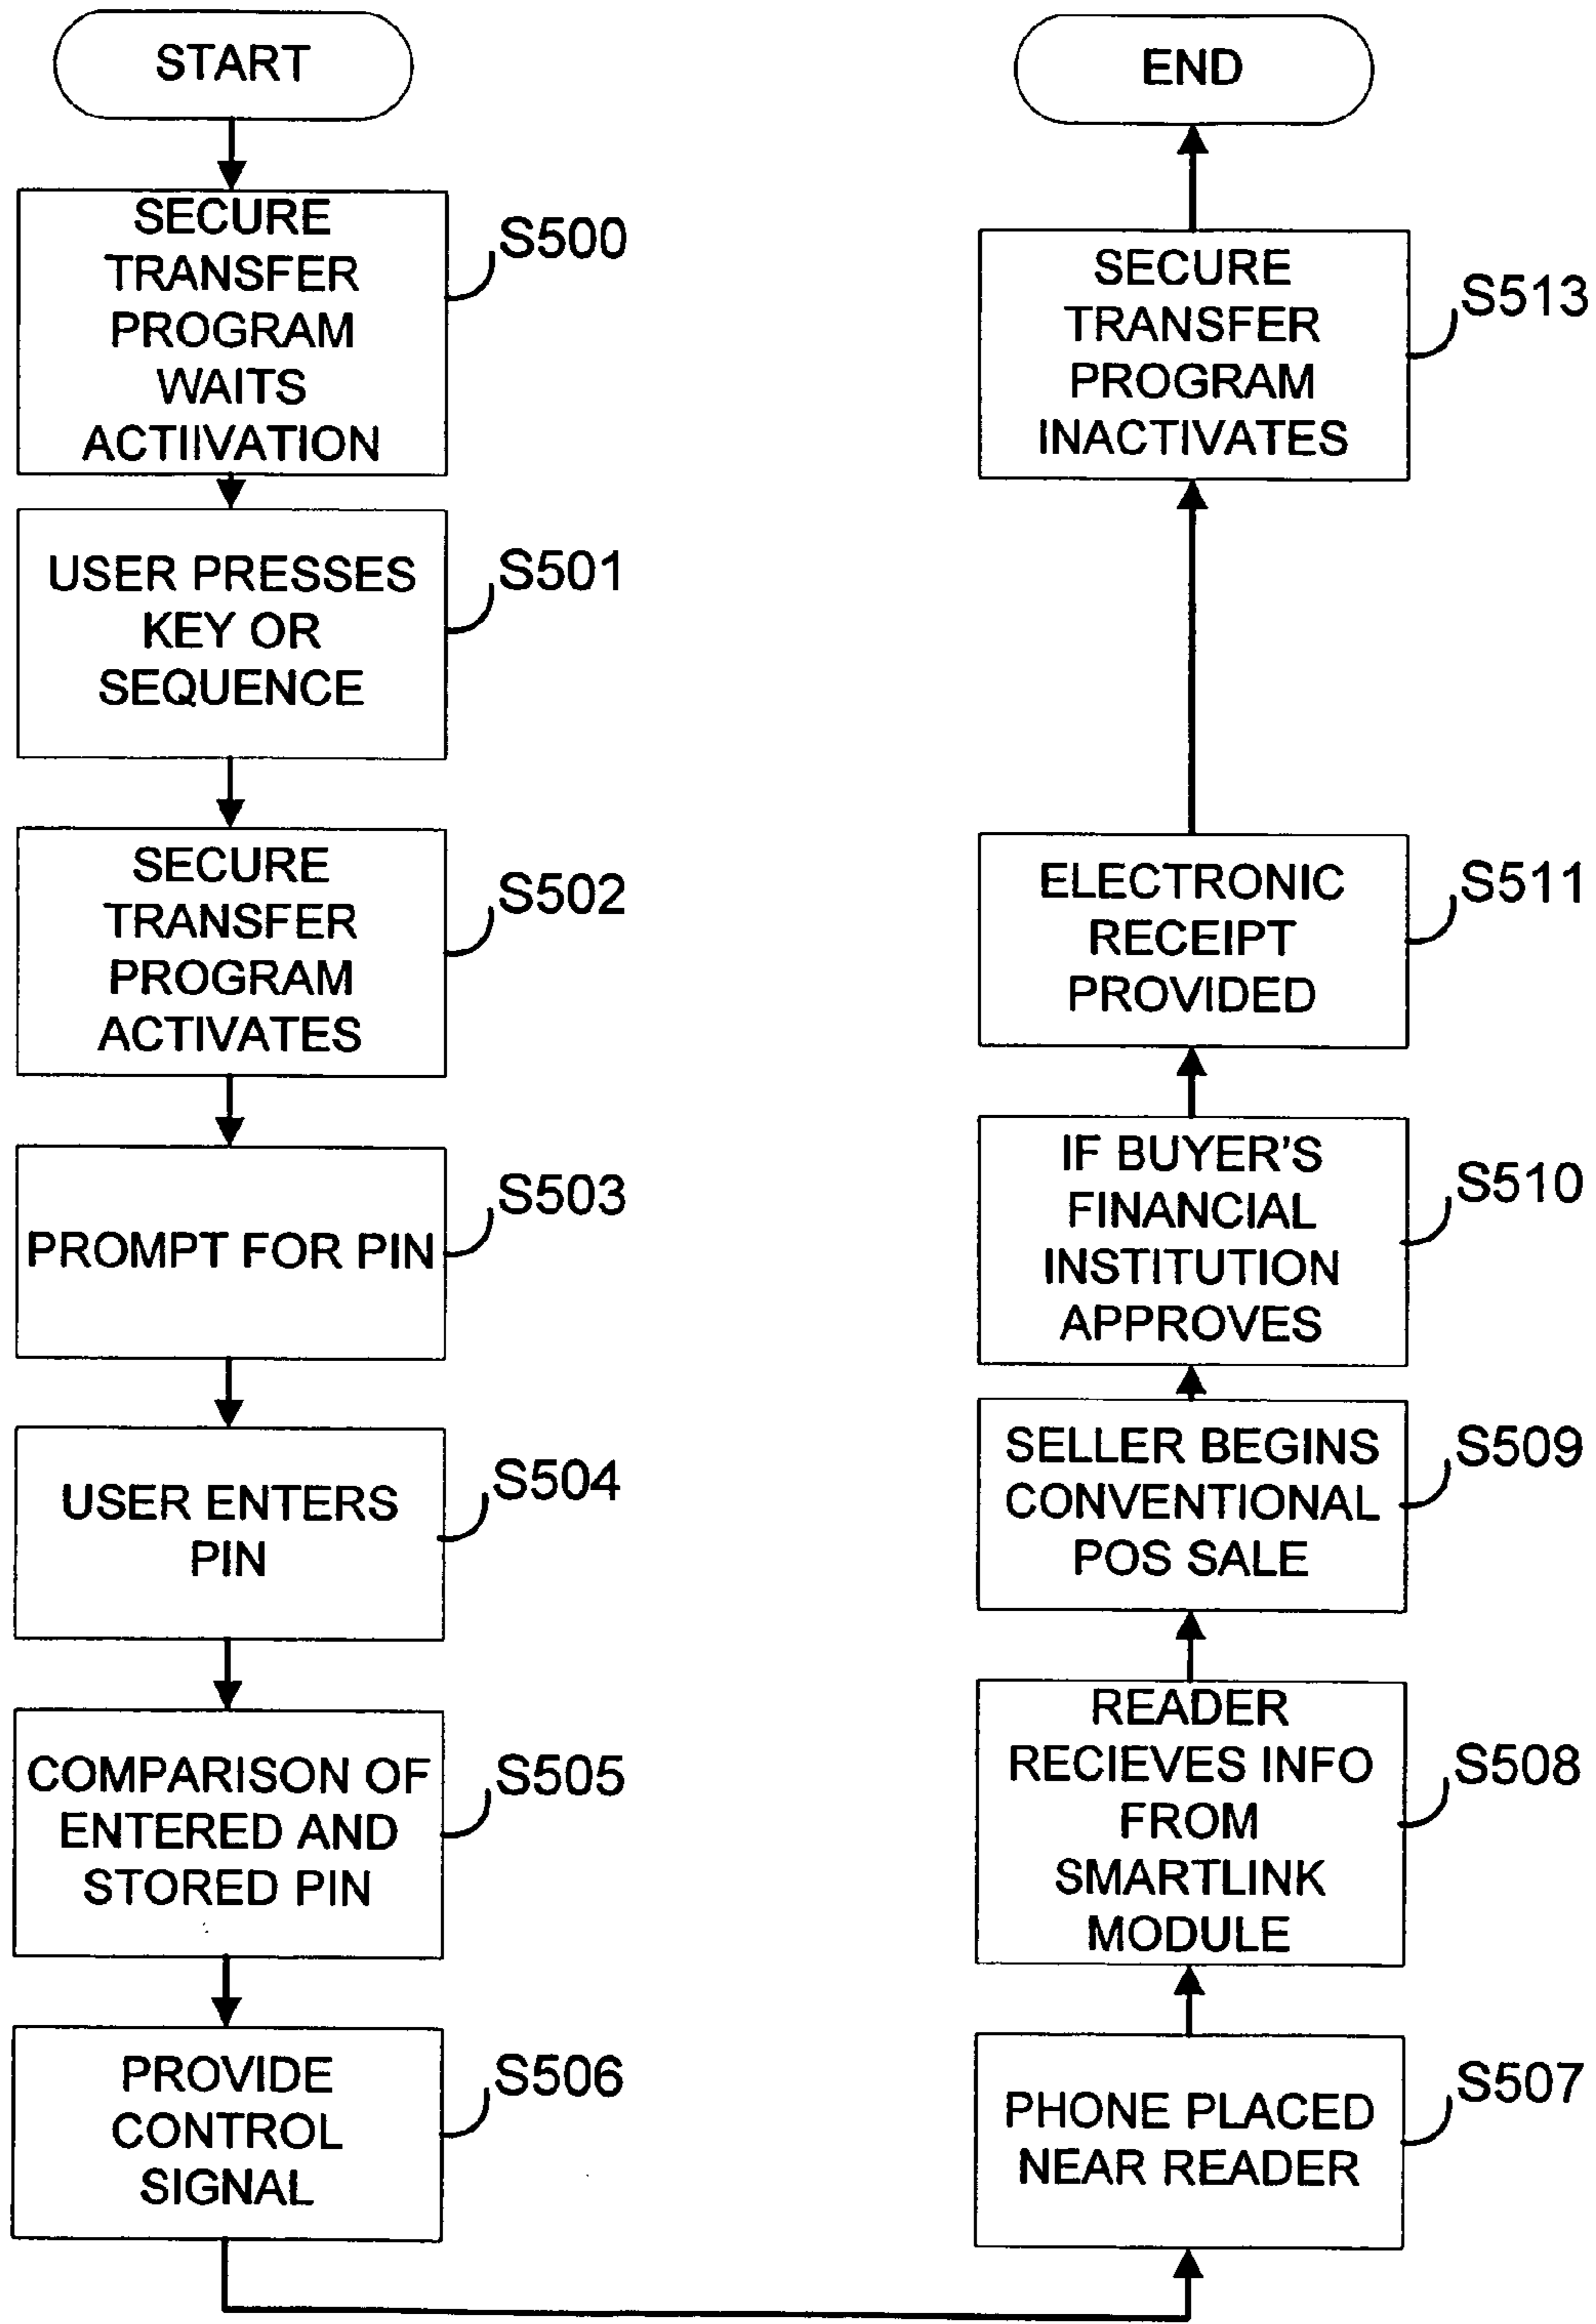 START
SECURE
TRANSFER
PROGRAM
WAITS
ACTIIVATION
S500
USER PRESSES
KEY OR
SEQUENCE
S501
SECURE
TRANSFER
PROGRAM
ACTIVATES
S502
PROMPT FOR PIN
S503
USER ENTERS
PIN
S504
COMPARISON OF
ENTERED AND
STORED PIN
S505
PROVIDE
CONTROL
SIGNAL
S506
PHONE PLACED
NEAR READER
S507
READER
RECIEVES INFO
FROM
SMARTLINK
MODULE
S508
SELLER BEGINS
CONVENTIONAL
POS SALE
S509
IF BUYER'S
FINANCIAL
INSTITUTION
APPROVES
S510
ELECTRONIC
RECEIPT
PROVIDED
S511
SECURE
TRANSFER
PROGRAM
INACTIVATES
S513
END